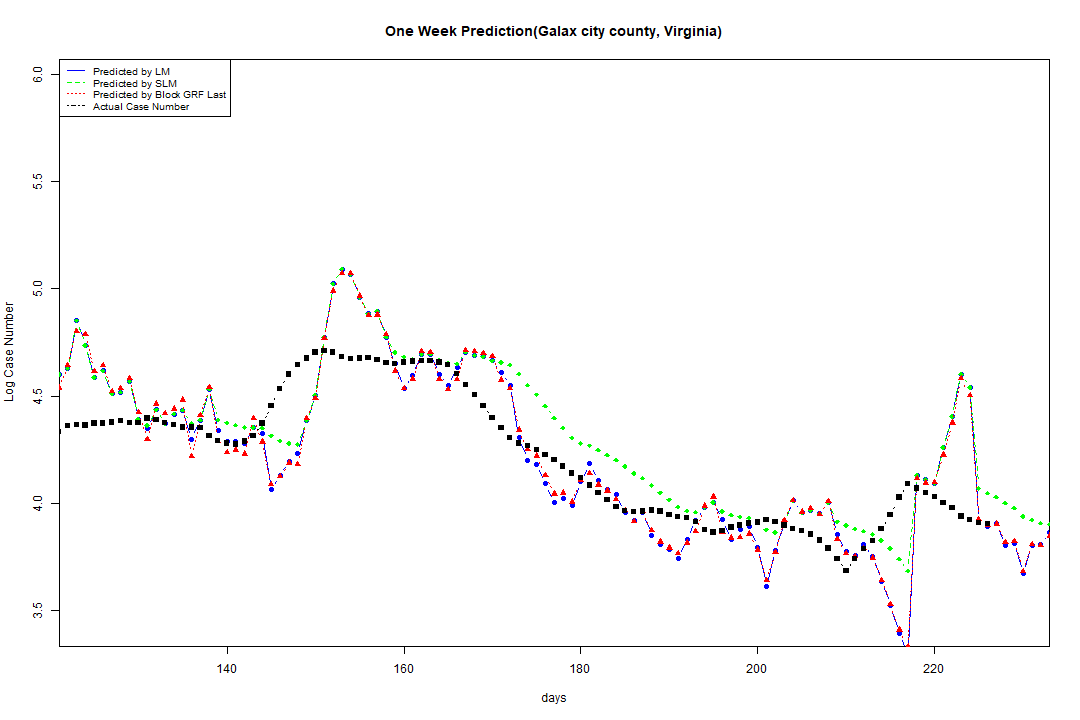 One Week Prediction(Galax city county, Virginia)
Predicted by LM
Predicted by SLM
Predicted by Block GRF Last
Actual Case Number
Log Case Number
6.0
5.5
5.0
4.5
4.0
3.5
140 160 180 200 220
days